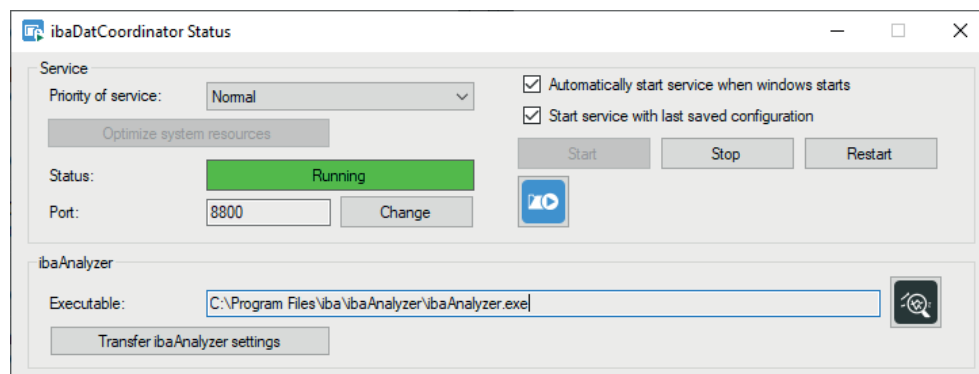 ibaDatCoordinator Status
Service
Priority of service: Normal
Automatically start service when windows starts
Optimize system resources
Start service with last saved configuration
Start Stop Restart
Status: Running
Port: 8800 Change
ibaAnalyzer
Executable: C:\Program Files\iba\ibaAnalyzer\ibaAnalyzer.exe
Transfer ibaAnalyzer settings